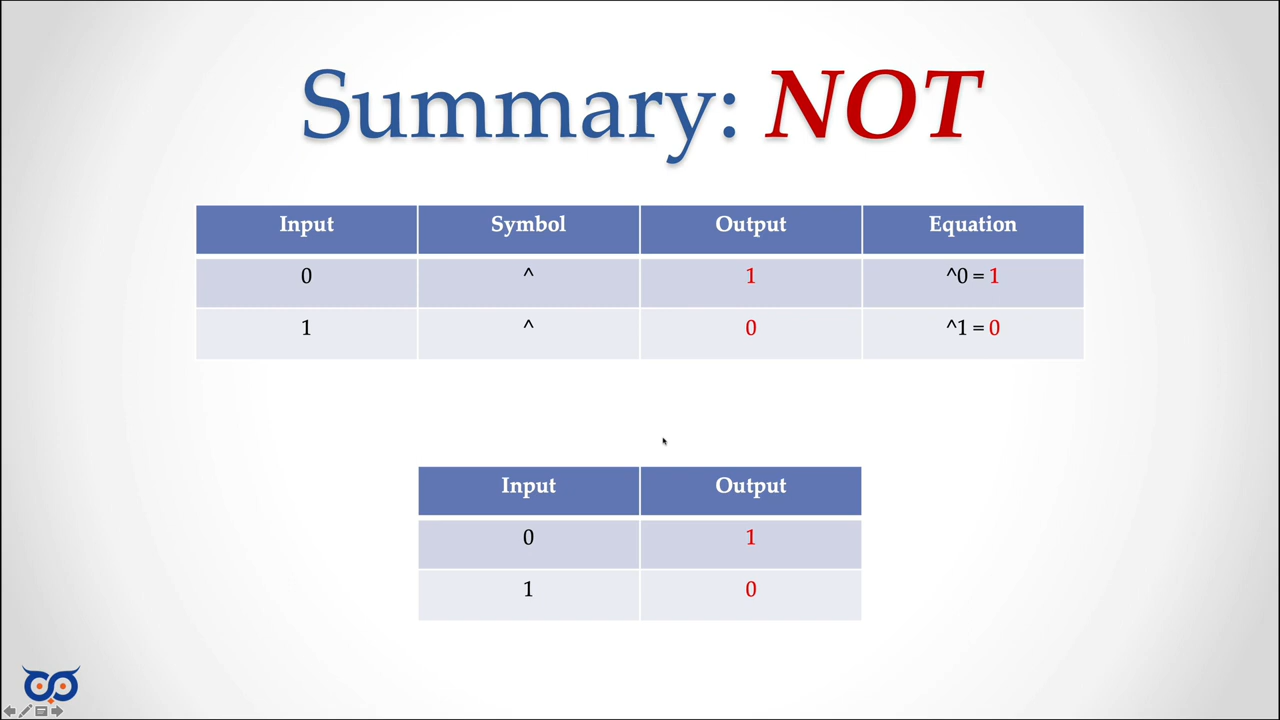 Summary: NOT
Input Symbol Output Equation
0 ^ 1 ^0 = 1
1 ^ 0 ^1 = 0
Input Output
0 1
1 0